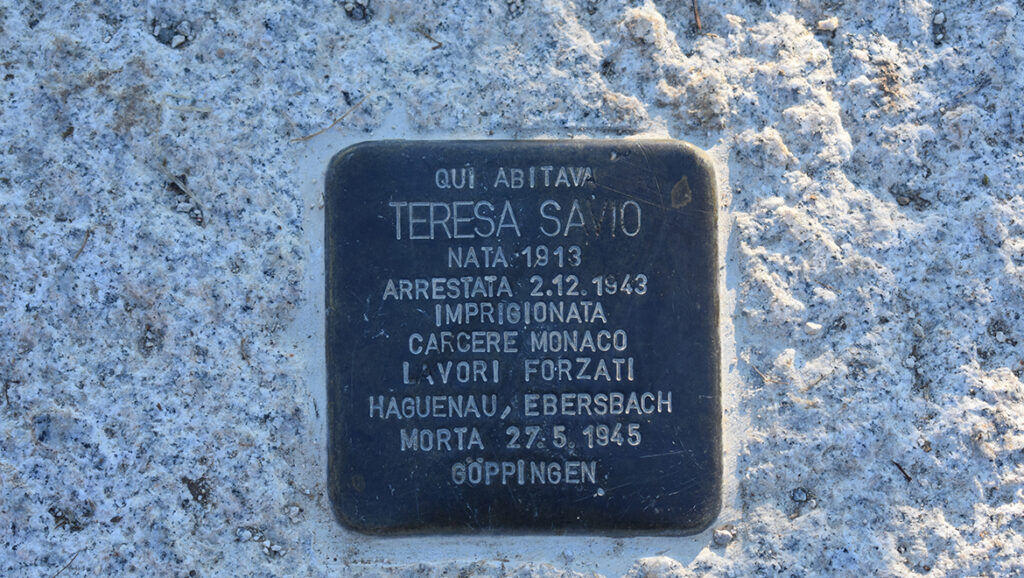 QUI ABITAVA
TERESA SAVIO
NATA 1913
ARRESTATA 2.12.1943
IMPRIGIONATA
CARCERE MONACO
LAVORI FORZATI
HAGUENAU, EBERSBACH
MORTA 27.5.1945
GÖPPINGEN